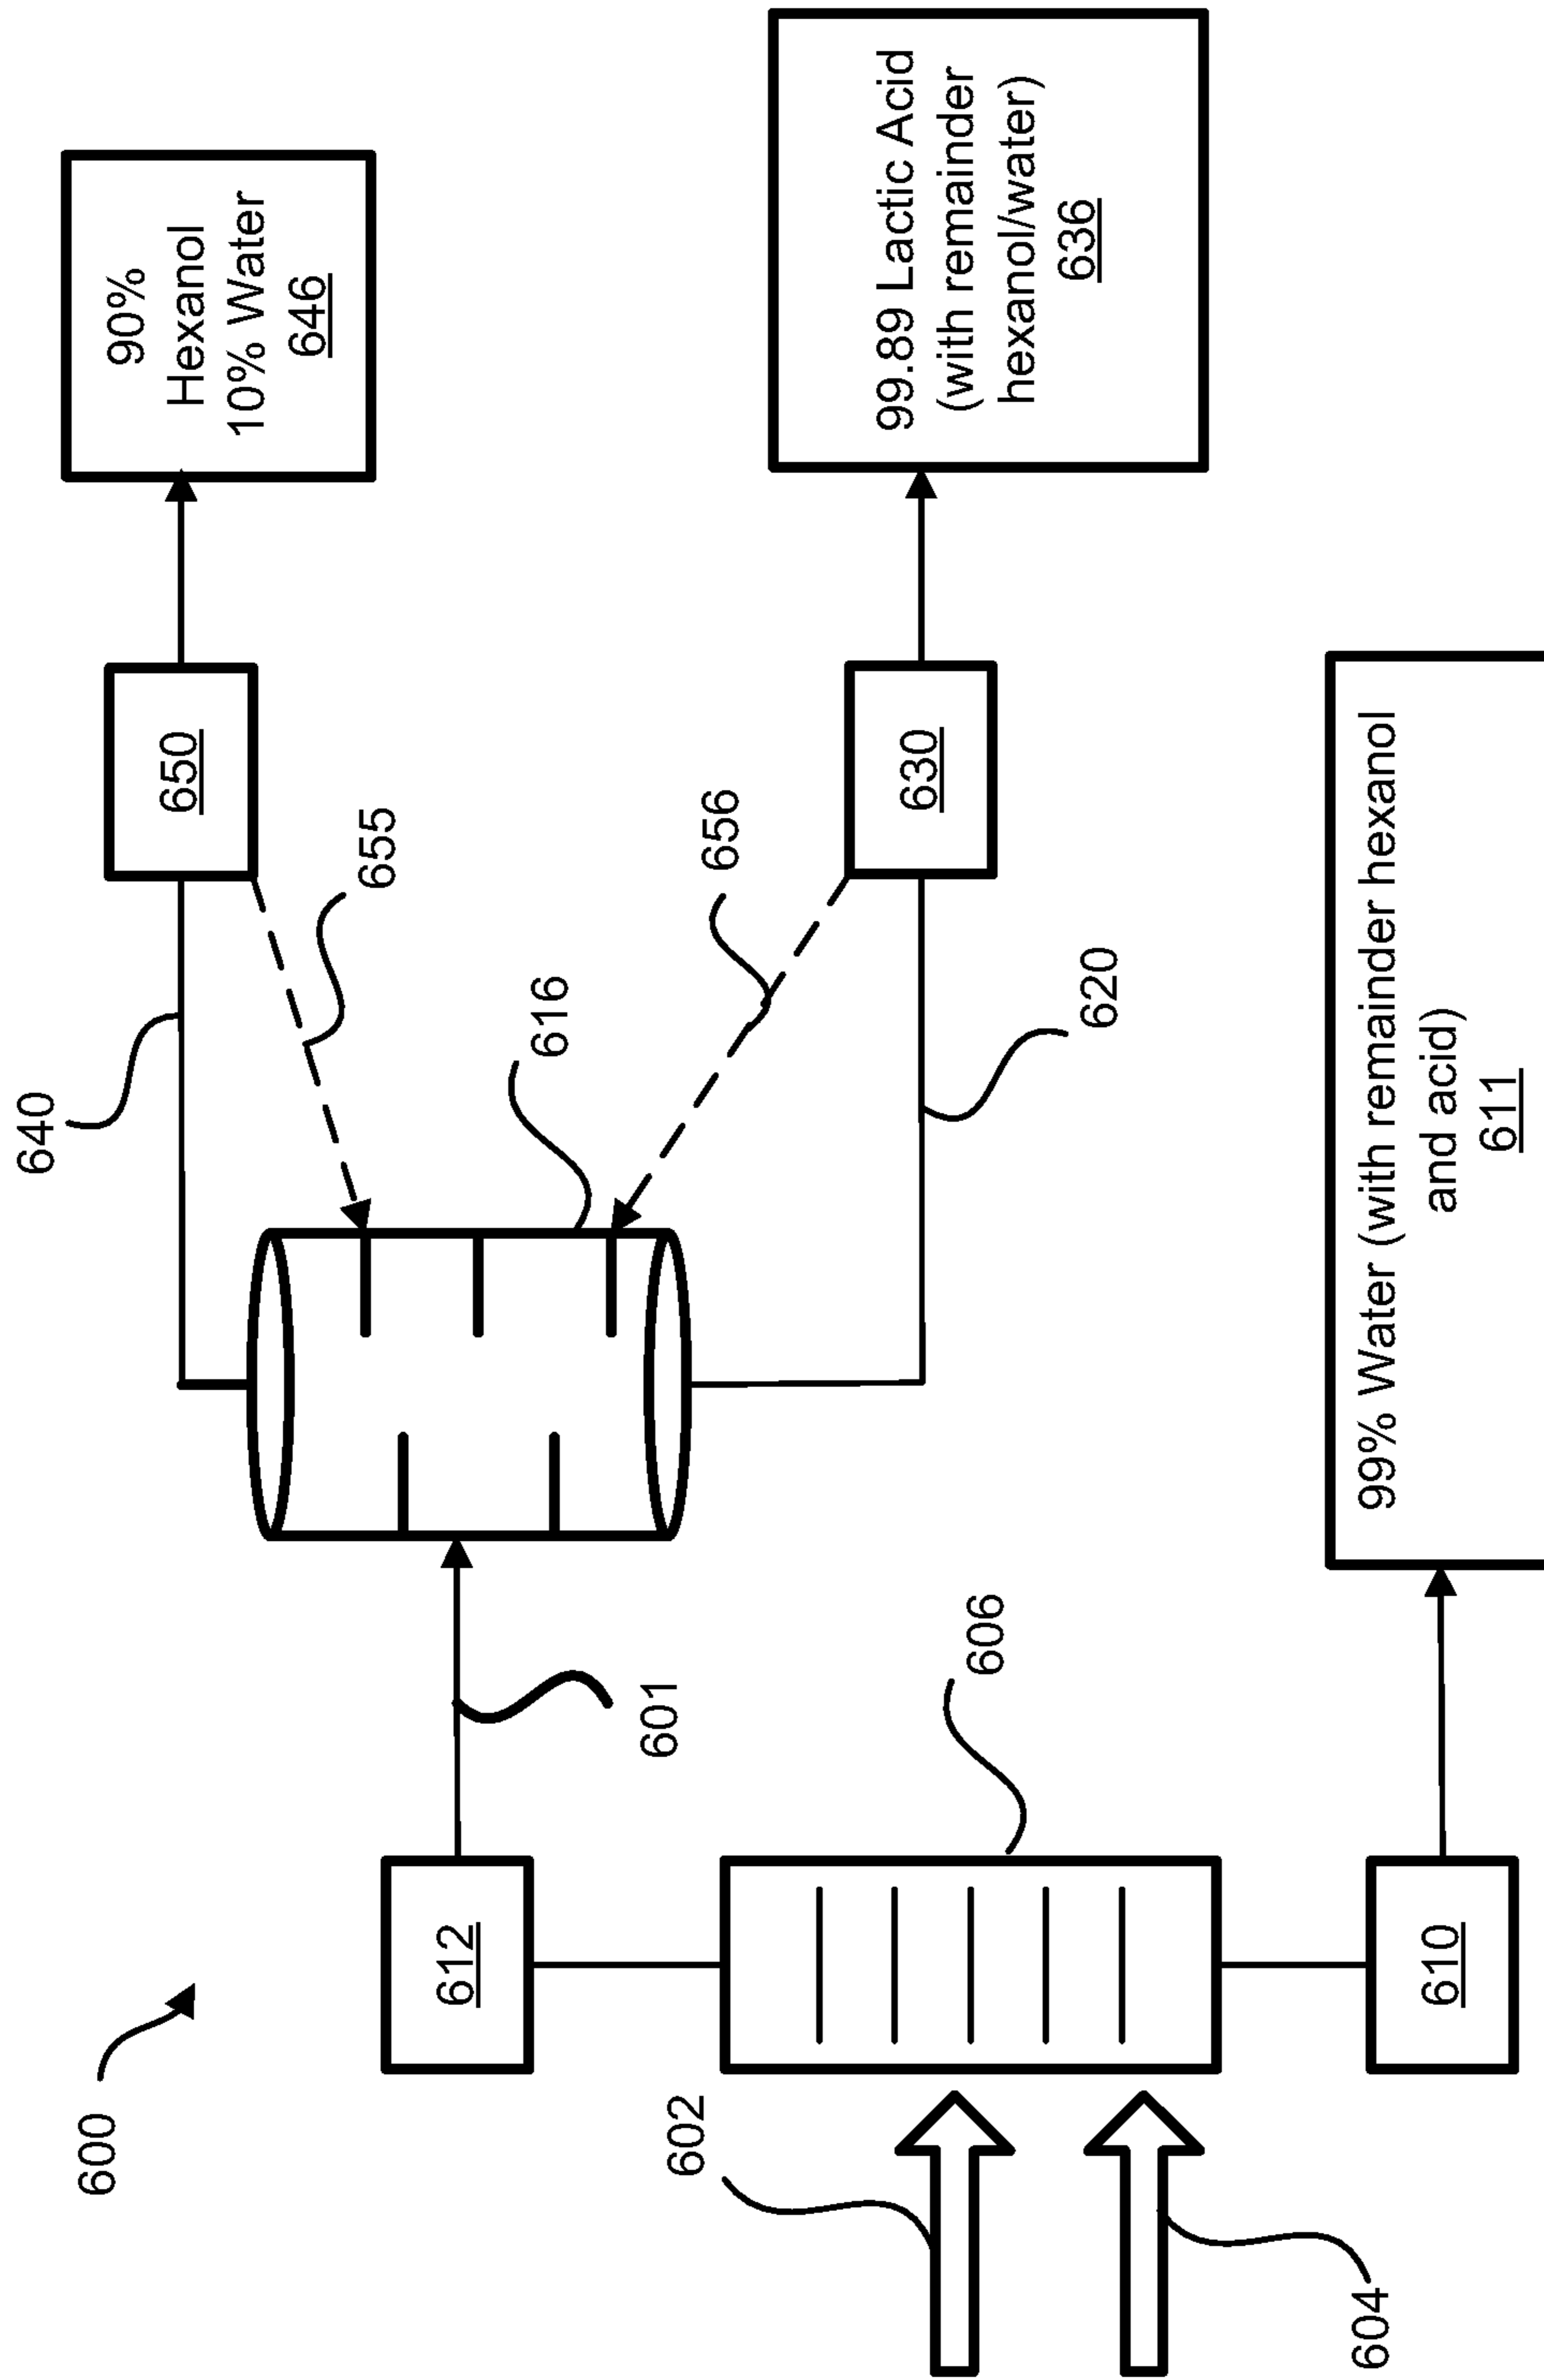 600
640
90%
Hexanol
10% Water
646
650
655
612
601
616
656
630
620
99.89 Lactic Acid
(with remainder
hexanol/water)
636
602
604
606
610
99% Water (with remainder hexanol
and acid)
611